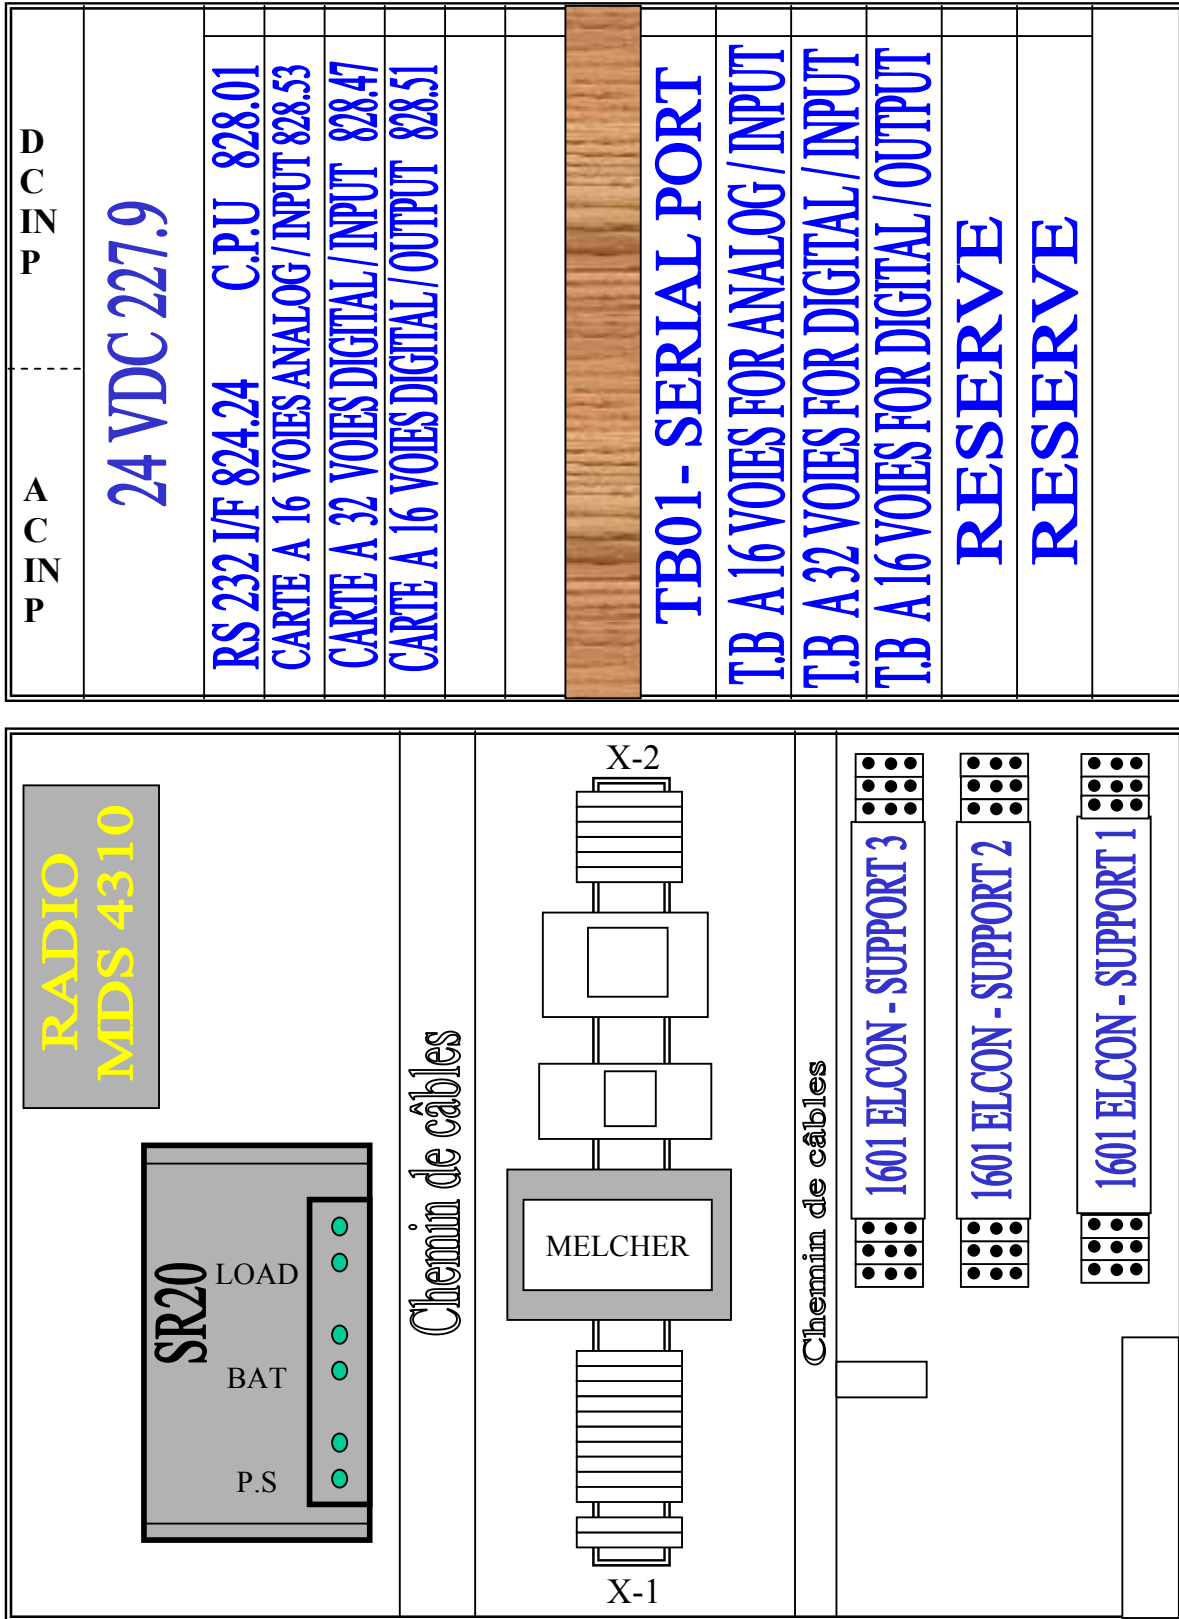 D
C
IN
P
A
C
IN
P
24 VDC 227.9
RS 232 I/F 824.24 C.P.U 828.01
CARTE A 16 VOIES ANALOG / INPUT 828.53
CARTE A 32 VOIES DIGITAL / INPUT 828.47
CARTE A 16 VOIES DIGITAL / OUTPUT 828.51
TB01- SERIAL PORT
T.B A 16 VOIES FOR ANALOG / INPUT
T.B A 32 VOIES FOR DIGITAL / INPUT
T.B A 16 VOIES FOR DIGITAL / OUTPUT
RESERVE
RESERVE
RADIO
MDS 4310
SR20
LOAD
BAT
P.S
Chemin de câbles
X-2
MELCHER
X-1
Chemin de câbles
1601 ELCON - SUPPORT 3
1601 ELCON - SUPPORT 2
1601 ELCON - SUPPORT 1